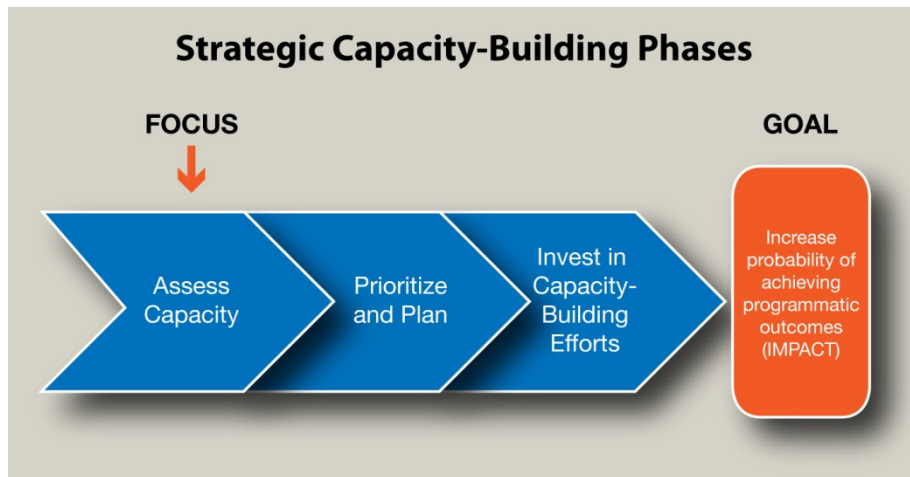 Strategic Capacity-Building Phases
FOCUS
GOAL
Assess
Capacity
Prioritize
and Plan
Invest in
Capacity-
Building
Efforts
Increase
probability of
achieving
programmatic
outcomes
(IMPACT)